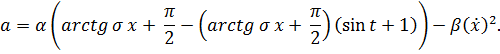 a = α ( arctg σ x + π/2 − ( arctg σ x + π/2 ) (sin t + 1) ) − β(ẋ)².